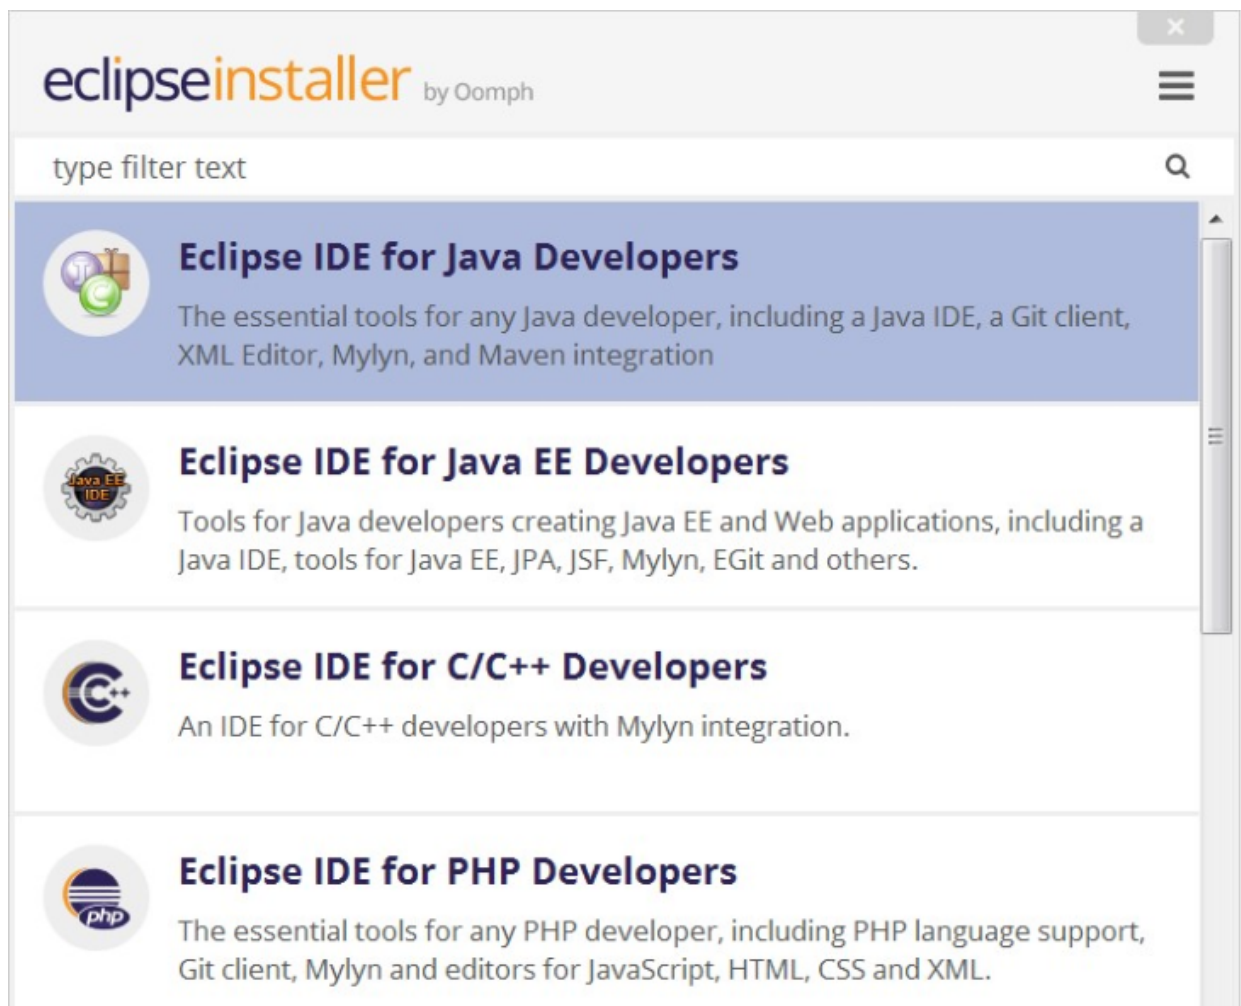 eclipseinstaller by Oomph
type filter text
Eclipse IDE for Java Developers
The essential tools for any Java developer, including a Java IDE, a Git client,
XML Editor, Mylyn, and Maven integration
Java EE
IDE
Eclipse IDE for Java EE Developers
Tools for Java developers creating Java EE and Web applications, including a
Java IDE, tools for Java EE, JPA, JSF, Mylyn, EGit and others.
C++
Eclipse IDE for C/C++ Developers
An IDE for C/C++ developers with Mylyn integration.
php
Eclipse IDE for PHP Developers
The essential tools for any PHP developer, including PHP language support,
Git client, Mylyn and editors for JavaScript, HTML, CSS and XML.